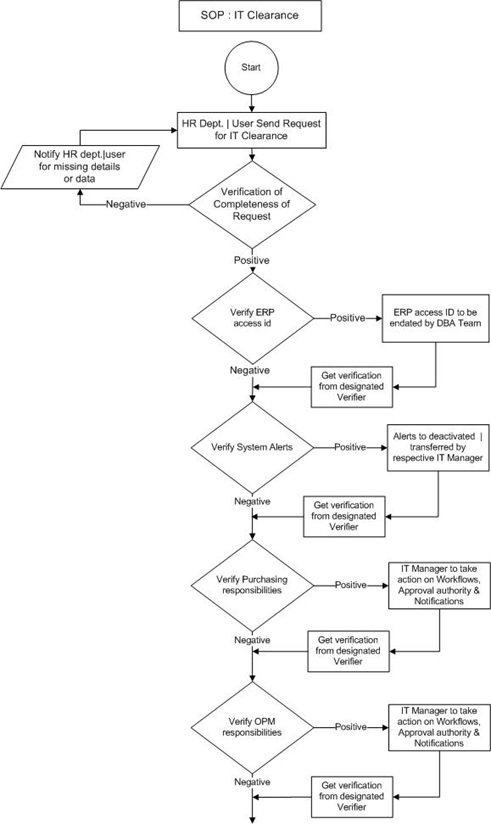 SOP : IT Clearance
Start
HR Dept. | User Send Request
for IT Clearance
Notify HR dept.|user
for missing details
or data
Verification of
Completeness of
Request
Negative
Positive
Verify ERP
access id
Positive
ERP access ID to be
endated by DBA Team
Negative
Get verification
from designated
Verifier
Verify System Alerts
Positive
Alerts to deactivated |
transferred by
respective IT Manager
Negative
Get verification
from designated
Verifier
Verify Purchasing
responsibilities
Positive
IT Manager to take
action on Workflows,
Approval authority &
Notifications
Negative
Get verification
from designated
Verifier
Verify OPM
responsibilities
Positive
IT Manager to take
action on Workflows,
Approval authority &
Notifications
Negative
Get verification
from designated
Verifier